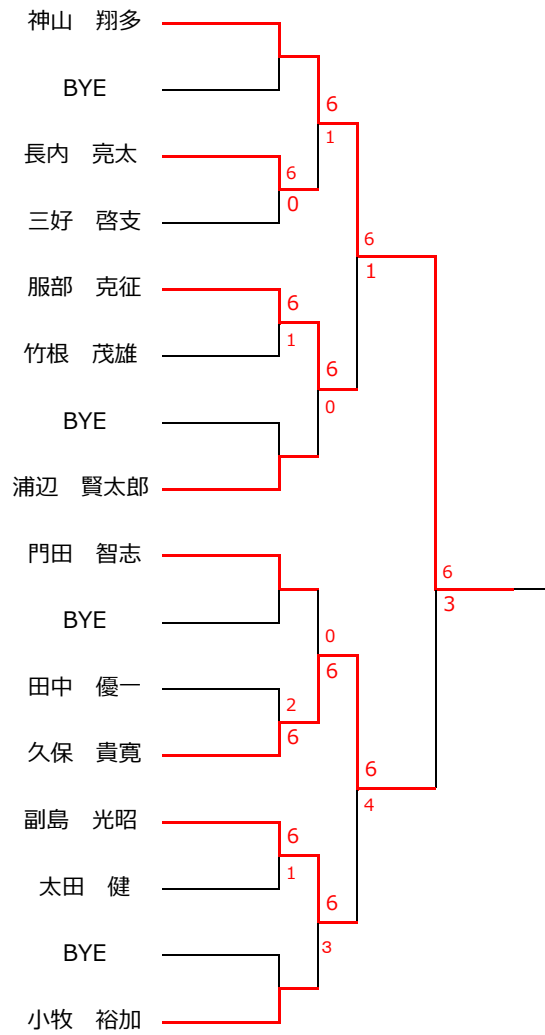 神山　翔多
BYE
6
1
長内　亮太
6
0
三好　啓支
6
1
服部　克征
6
1
竹根　茂雄
6
0
BYE
浦辺　賢太郎
門田　智志
6
3
BYE
0
6
田中　優一
2
6
久保　貴寛
6
4
副島　光昭
6
1
太田　健
6
3
BYE
小牧　裕加